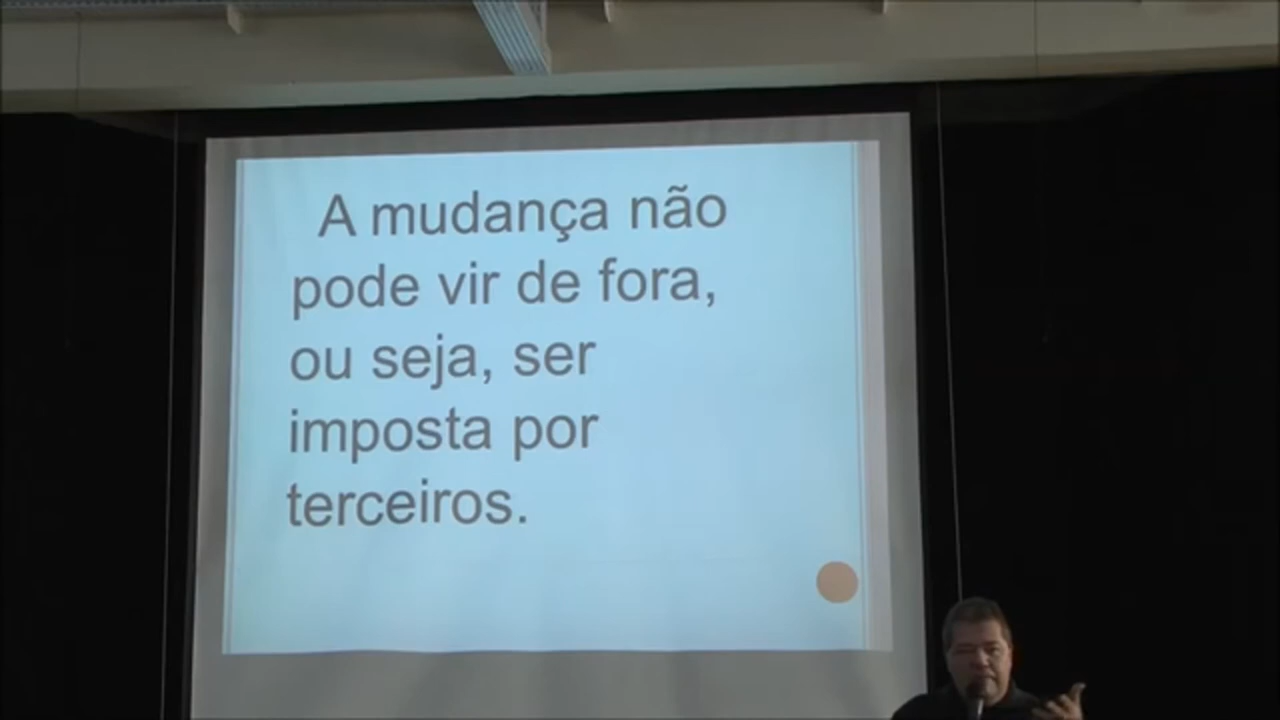 A mudança não
pode vir de fora,
ou seja, ser
imposta por
terceiros.